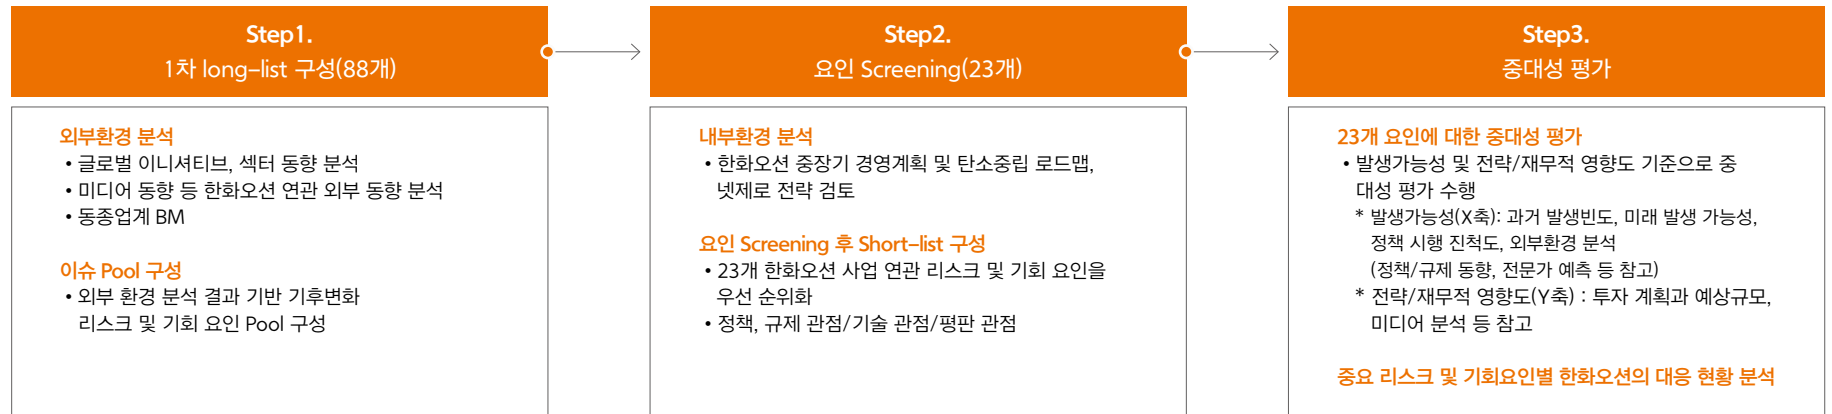 Step1.
1차 long-list 구성(88개)
외부환경 분석
• 글로벌 이니셔티브, 섹터 동향 분석
• 미디어 동향 등 한화오션 연관 외부 동향 분석
• 동종업계 BM
이슈 Pool 구성
• 외부 환경 분석 결과 기반 기후변화
리스크 및 기회 요인 Pool 구성
Step2.
요인 Screening(23개)
내부환경 분석
• 한화오션 중장기 경영계획 및 탄소중립 로드맵,
넷제로 전략 검토
요인 Screening 후 Short-list 구성
• 23개 한화오션 사업 연관 리스크 및 기회 요인을
우선 순위화
• 정책, 규제 관점/기술 관점/평판 관점
Step3.
중대성 평가
23개 요인에 대한 중대성 평가
• 발생가능성 및 전략/재무적 영향도 기준으로 중
대성 평가 수행
* 발생가능성(X축): 과거 발생빈도, 미래 발생 가능성,
정책 시행 진척도, 외부환경 분석
(정책/규제 동향, 전문가 예측 등 참고)
* 전략/재무적 영향도(Y축) : 투자 계획과 예상규모,
미디어 분석 등 참고
중요 리스크 및 기회요인별 한화오션의 대응 현황 분석